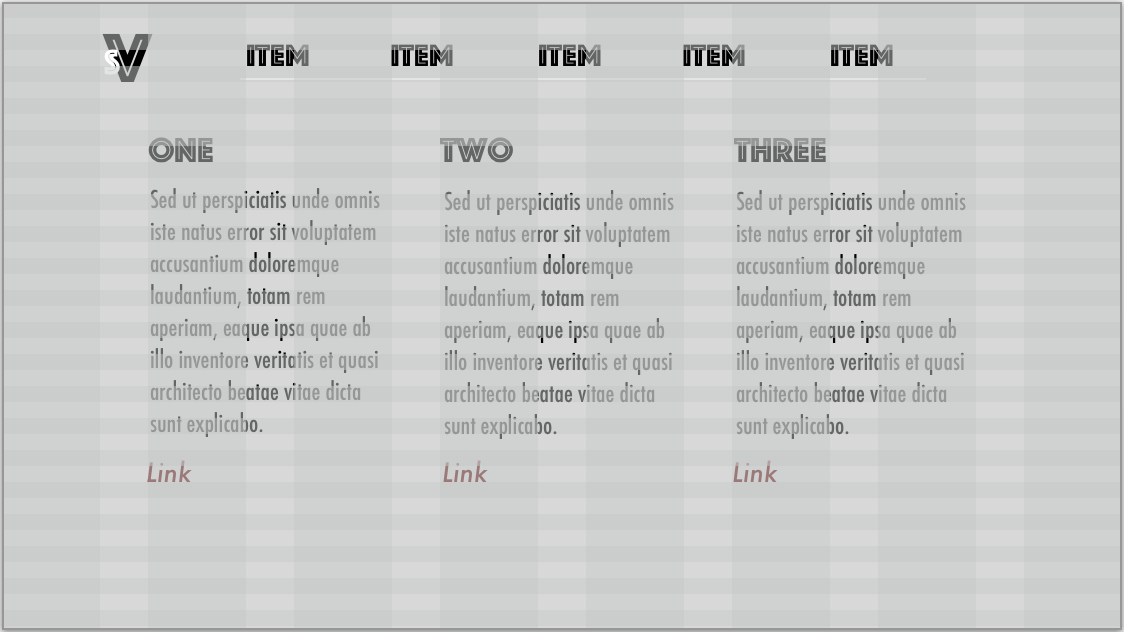 sV
ITEM ITEM ITEM ITEM ITEM
ONE
Sed ut perspiciatis unde omnis
iste natus error sit voluptatem
accusantium doloremque
laudantium, totam rem
aperiam, eaque ipsa quae ab
illo inventore veritatis et quasi
architecto beatae vitae dicta
sunt explicabo.
Link
TWO
Sed ut perspiciatis unde omnis
iste natus error sit voluptatem
accusantium doloremque
laudantium, totam rem
aperiam, eaque ipsa quae ab
illo inventore veritatis et quasi
architecto beatae vitae dicta
sunt explicabo.
Link
THREE
Sed ut perspiciatis unde omnis
iste natus error sit voluptatem
accusantium doloremque
laudantium, totam rem
aperiam, eaque ipsa quae ab
illo inventore veritatis et quasi
architecto beatae vitae dicta
sunt explicabo.
Link